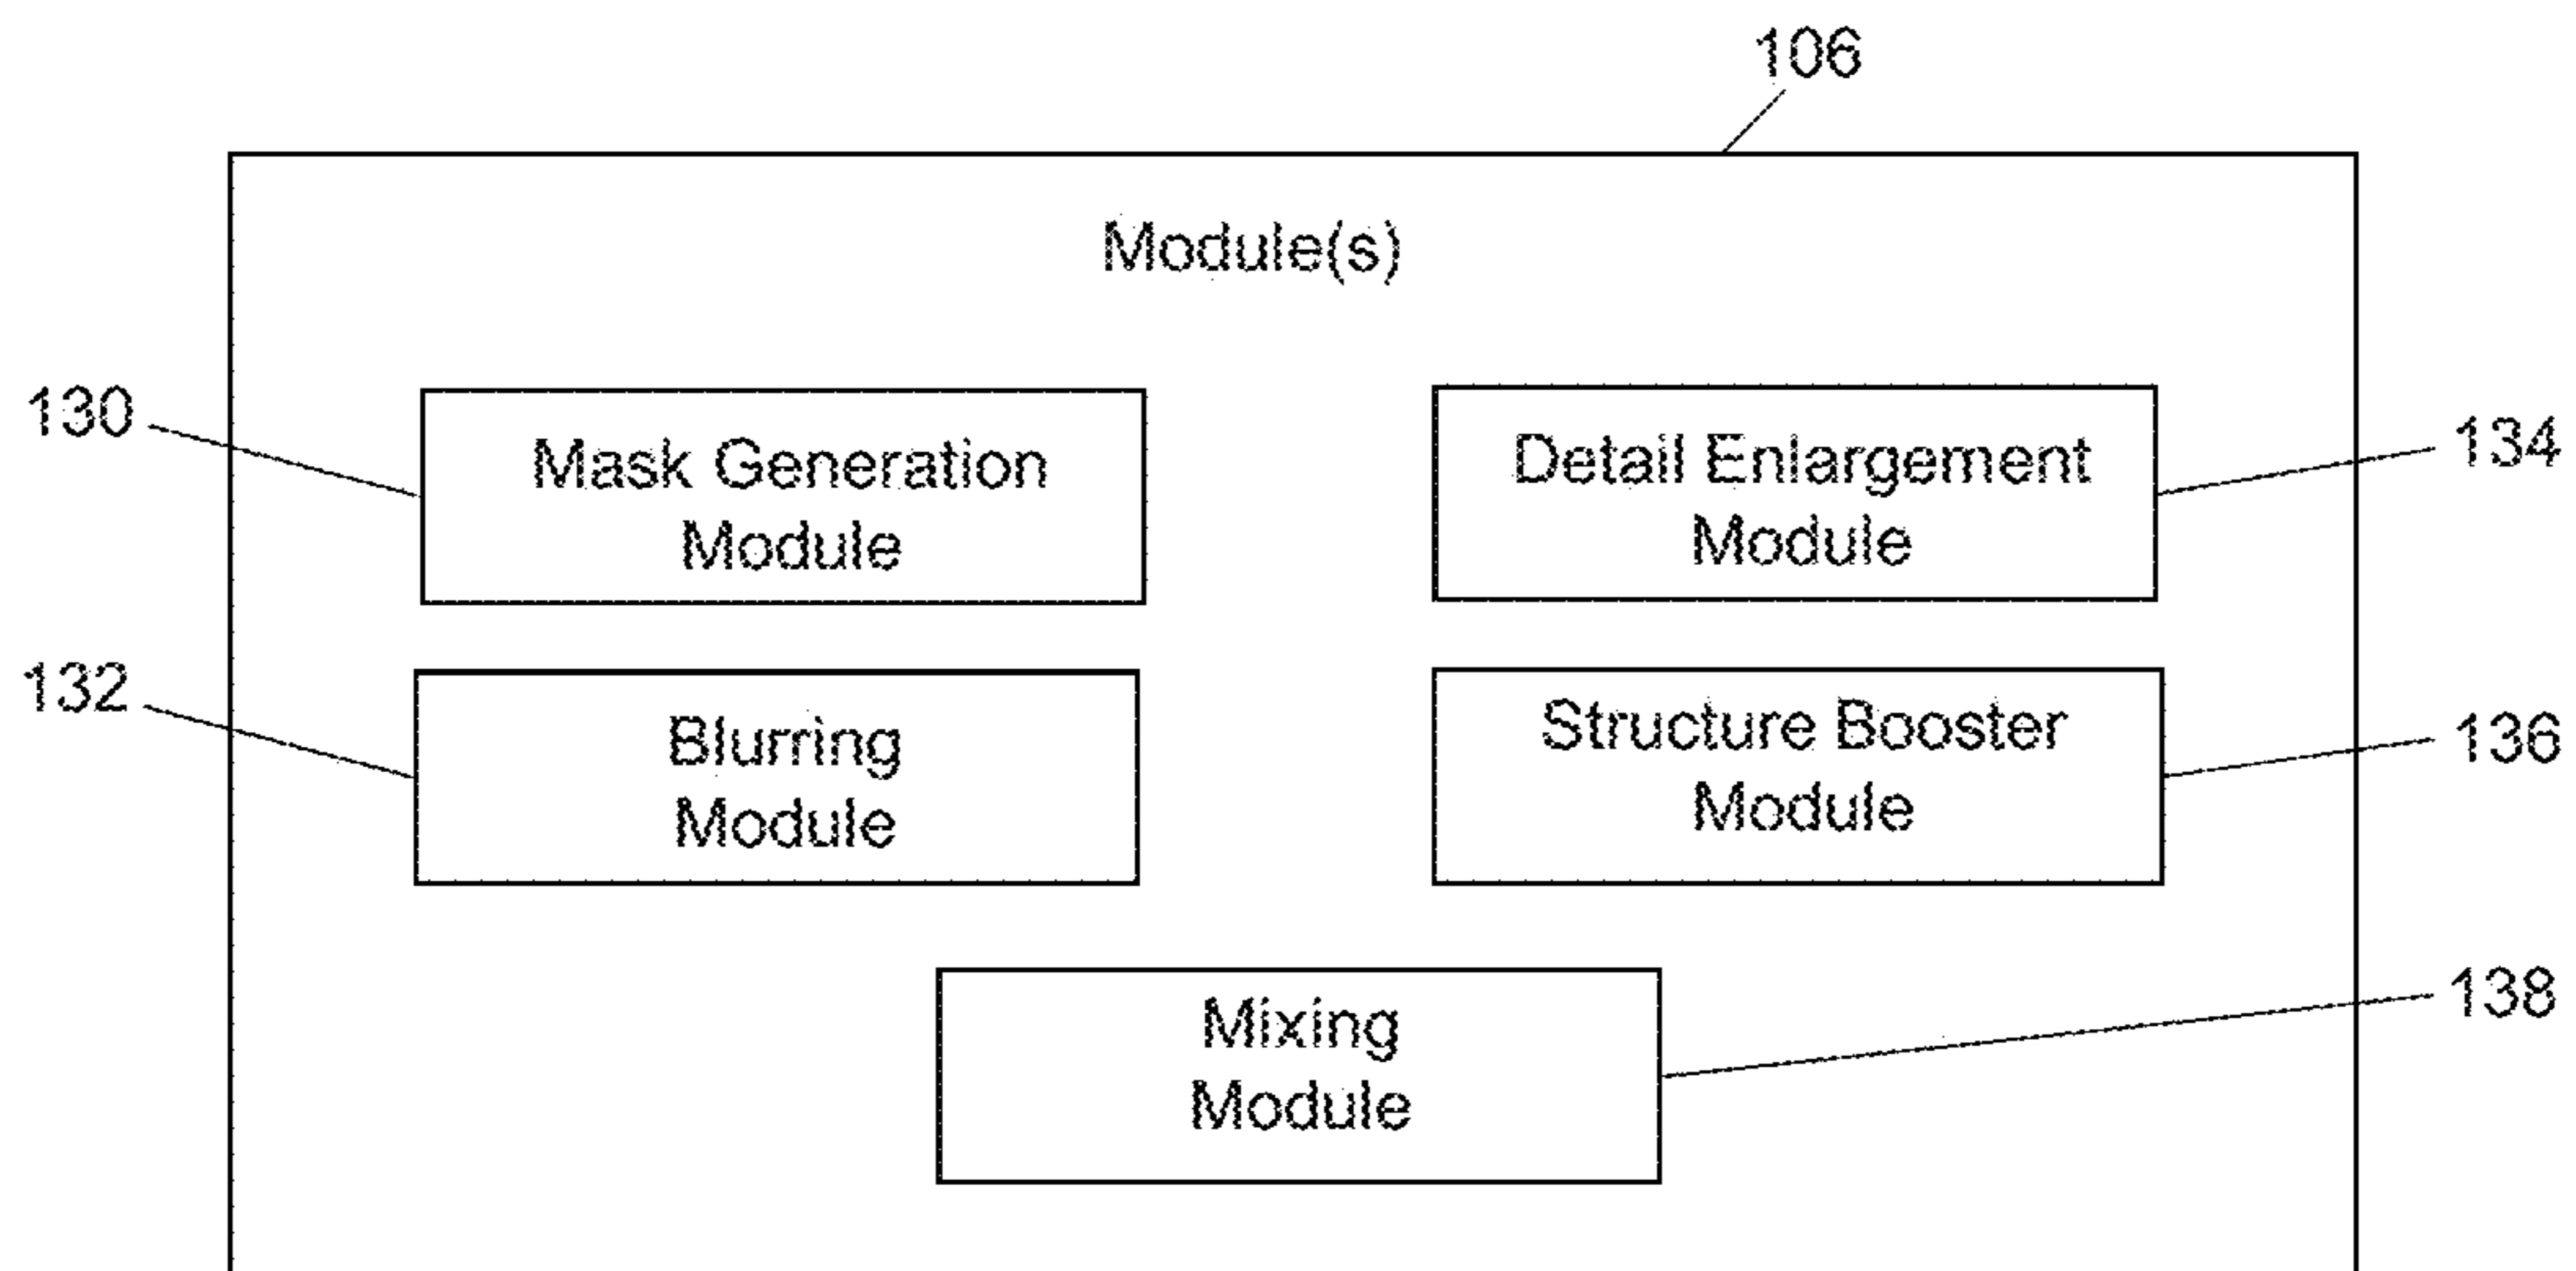 106
Module(s)
130
Mask Generation
Module
Detail Enlargement
Module
134
132
Blurring
Module
Structure Booster
Module
136
Mixing
Module
138